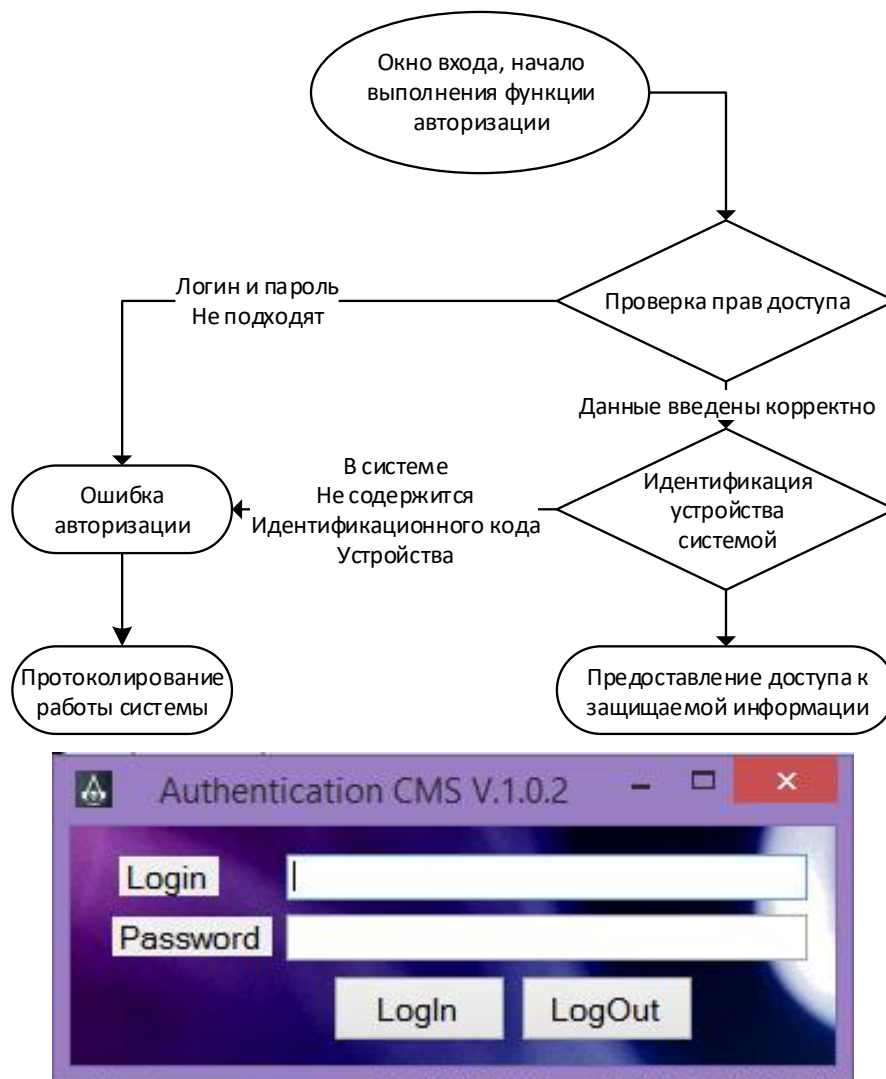 Окно входа, начало
выполнения функции
авторизации
Логин и пароль
Не подходят
Проверка прав доступа
Данные введены корректно
Ошибка
авторизации
В системе
Не содержится
Идентификационного кода
Устройства
Идентификация
устройства
системой
Протоколирование
работы системы
Предоставление доступа к
защищаемой информации
Authentication CMS V.1.0.2
Login
Password
LogIn
LogOut